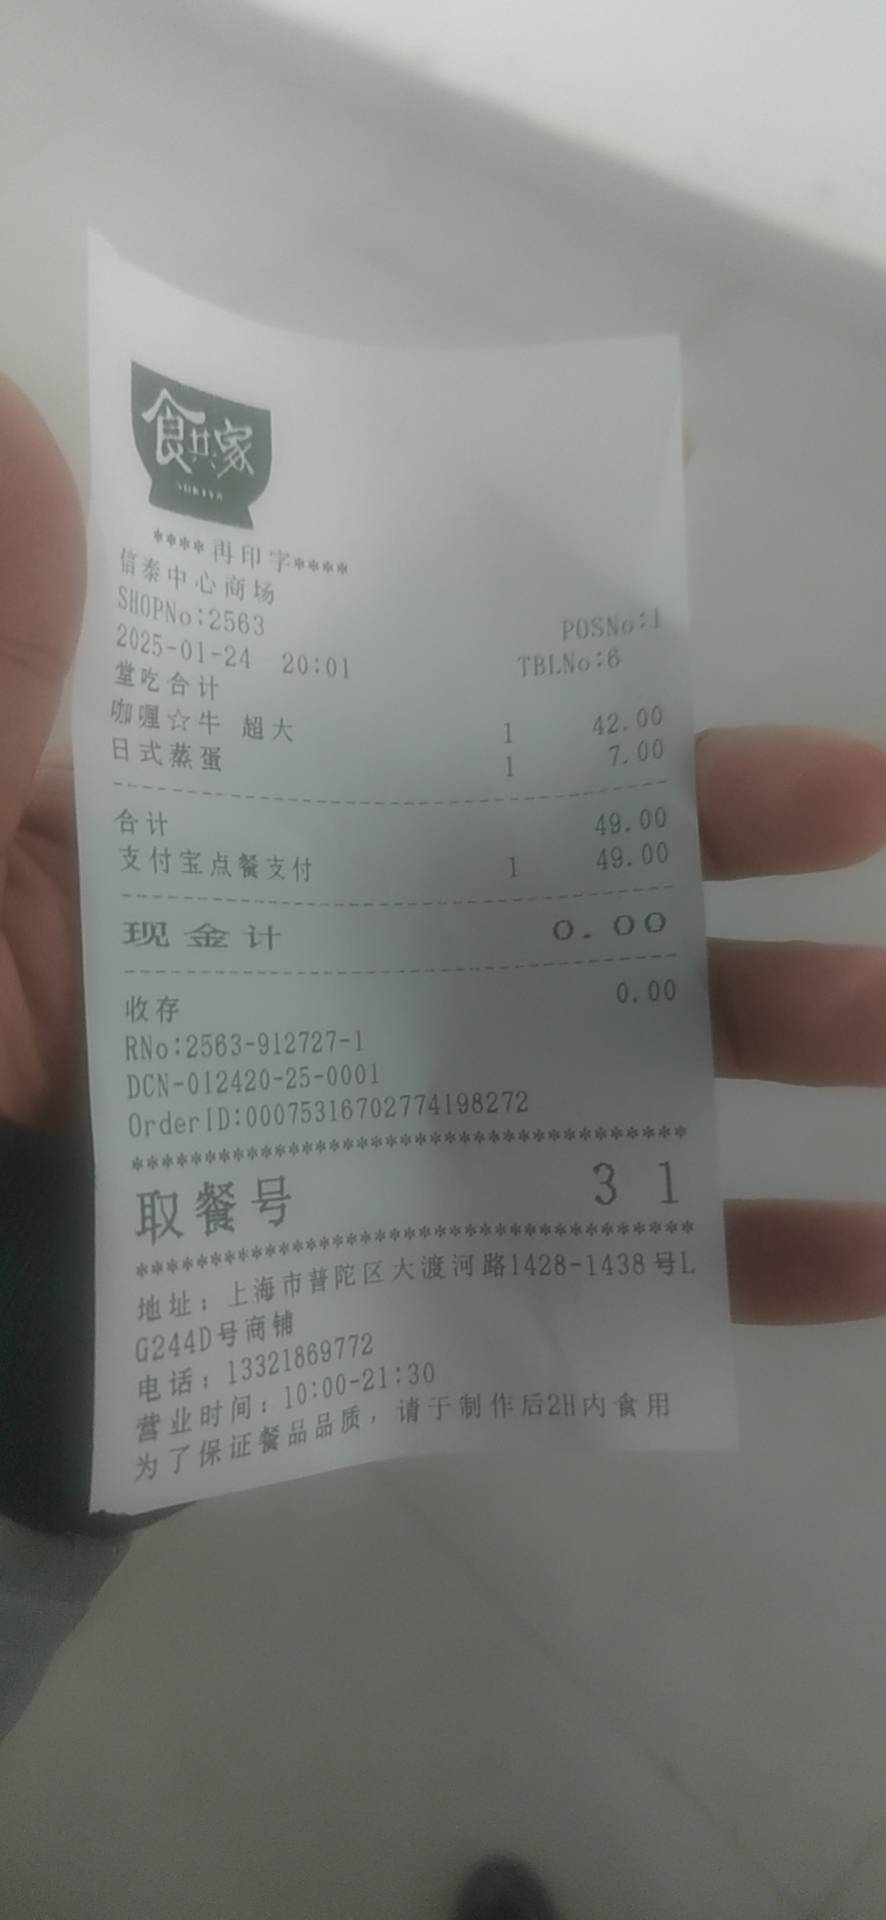 食其家
SUKIYA
****再印字****
信泰中心商场
SHOPNo:2563 POSNo:1
2025-01-24 20:01 TBLNo:6
堂吃合计
咖喱☆牛 超大 1 42.00
日式蒸蛋 1 7.00
合计 49.00
支付宝点餐支付 1 49.00
现金计 0.00
收存 0.00
RNo:2563-912727-1
DCN-012420-25-0001
OrderID:00075316702774198272
**************************************
取餐号 31
**************************************
地址：上海市普陀区大渡河路1428-1438号L
G244D号商铺
电话：13321869772
营业时间：10:00-21:30
为了保证餐品品质，请于制作后2H内食用